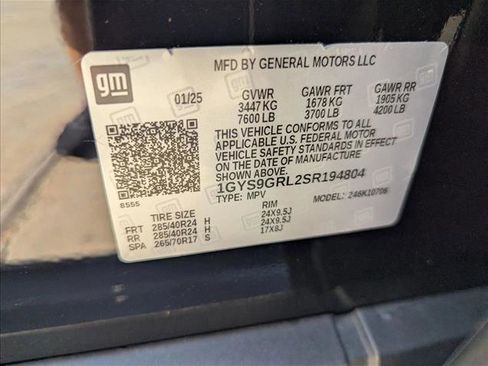 gm
MFD BY GENERAL MOTORS LLC
01/25 GVWR GAWR FRT GAWR RR
3447 KG 1678 KG 1905 KG
7600 LB 3700 LB 4200 LB
THIS VEHICLE CONFORMS TO ALL
APPLICABLE U.S. FEDERAL MOTOR
VEHICLE SAFETY STANDARDS IN EFFECT
ON THE DATE OF MANUFACTURE
SHOWN ABOVE.
1GYS9GRL2SR194804
8555 TYPE: MPV MODEL: 246K10706
TIRE SIZE RIM
FRT 285/40R24 H 24X9.5J
RR 285/40R24 H 24X9.5J
SPA 265/70R17 S 17X8J